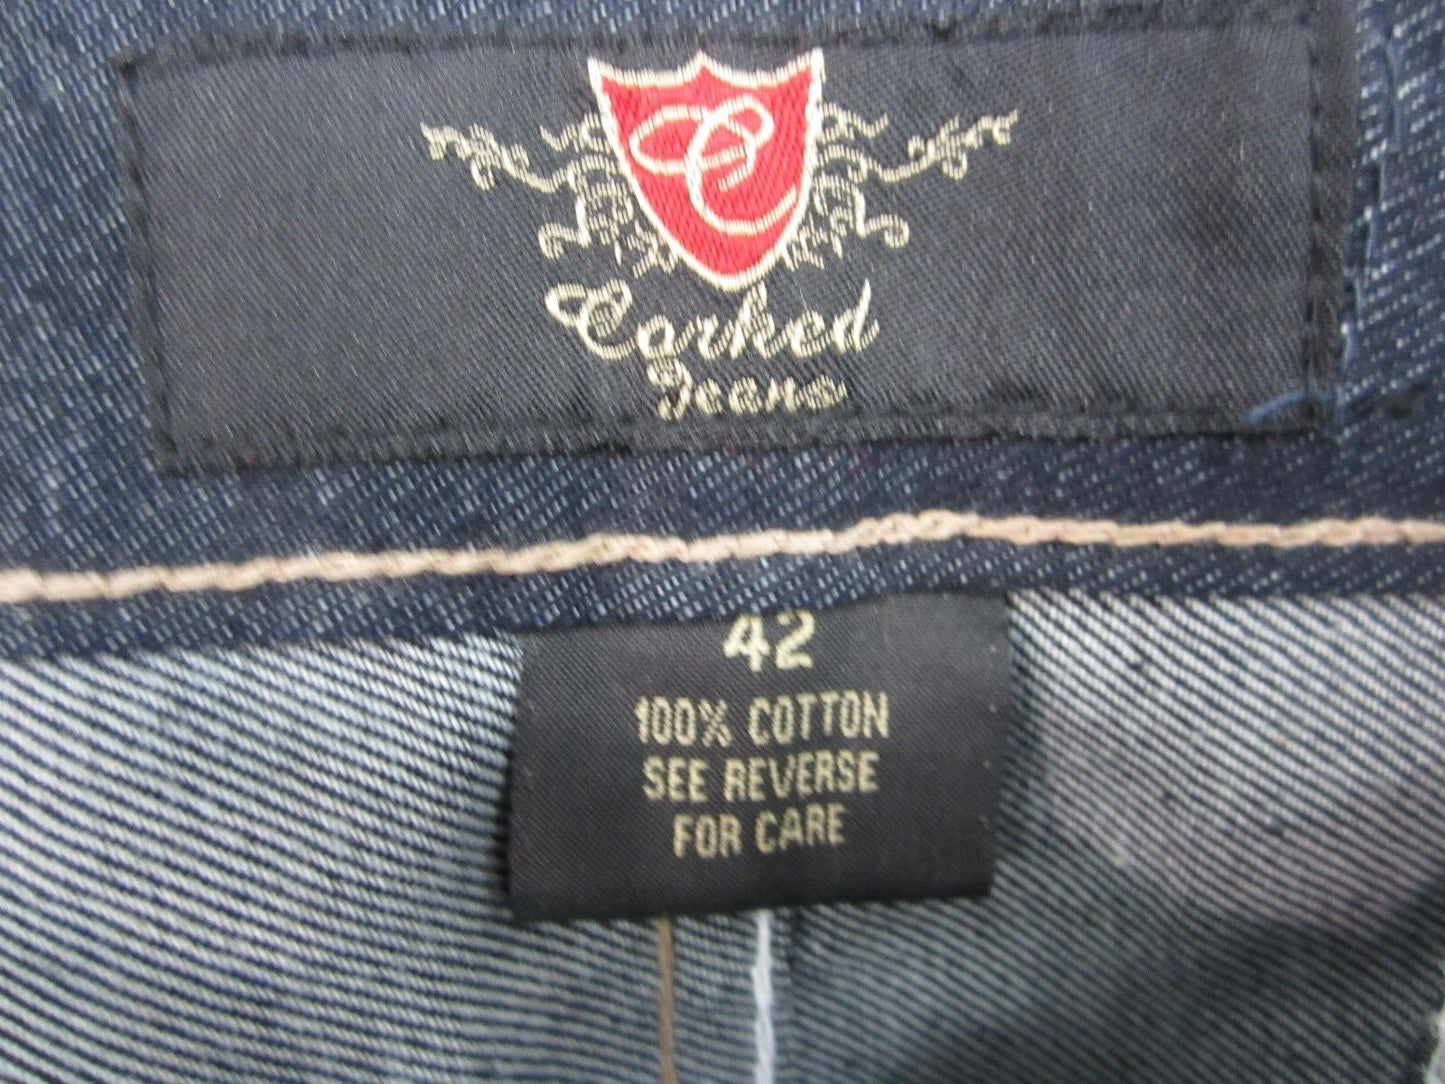 C
Corked
Jeans
42
100% COTTON
SEE REVERSE
FOR CARE